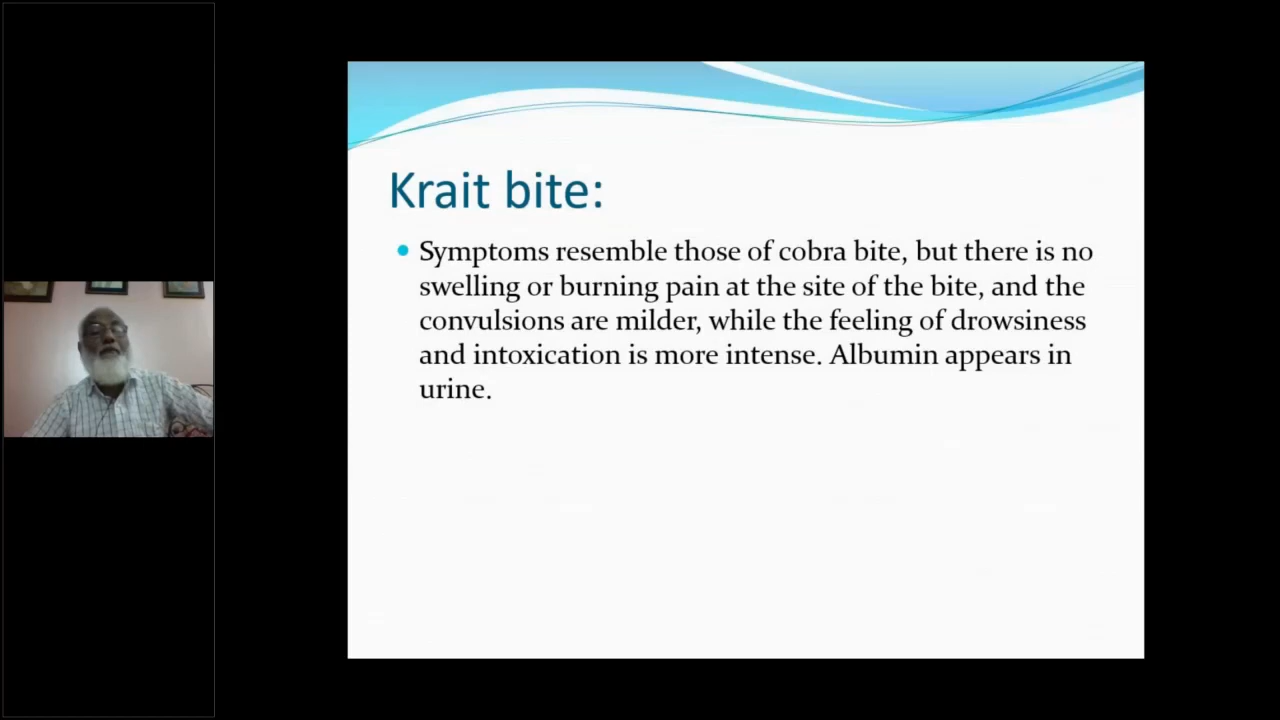 Krait bite:
Symptoms resemble those of cobra bite, but there is no
swelling or burning pain at the site of the bite, and the
convulsions are milder, while the feeling of drowsiness
and intoxication is more intense. Albumin appears in
urine.